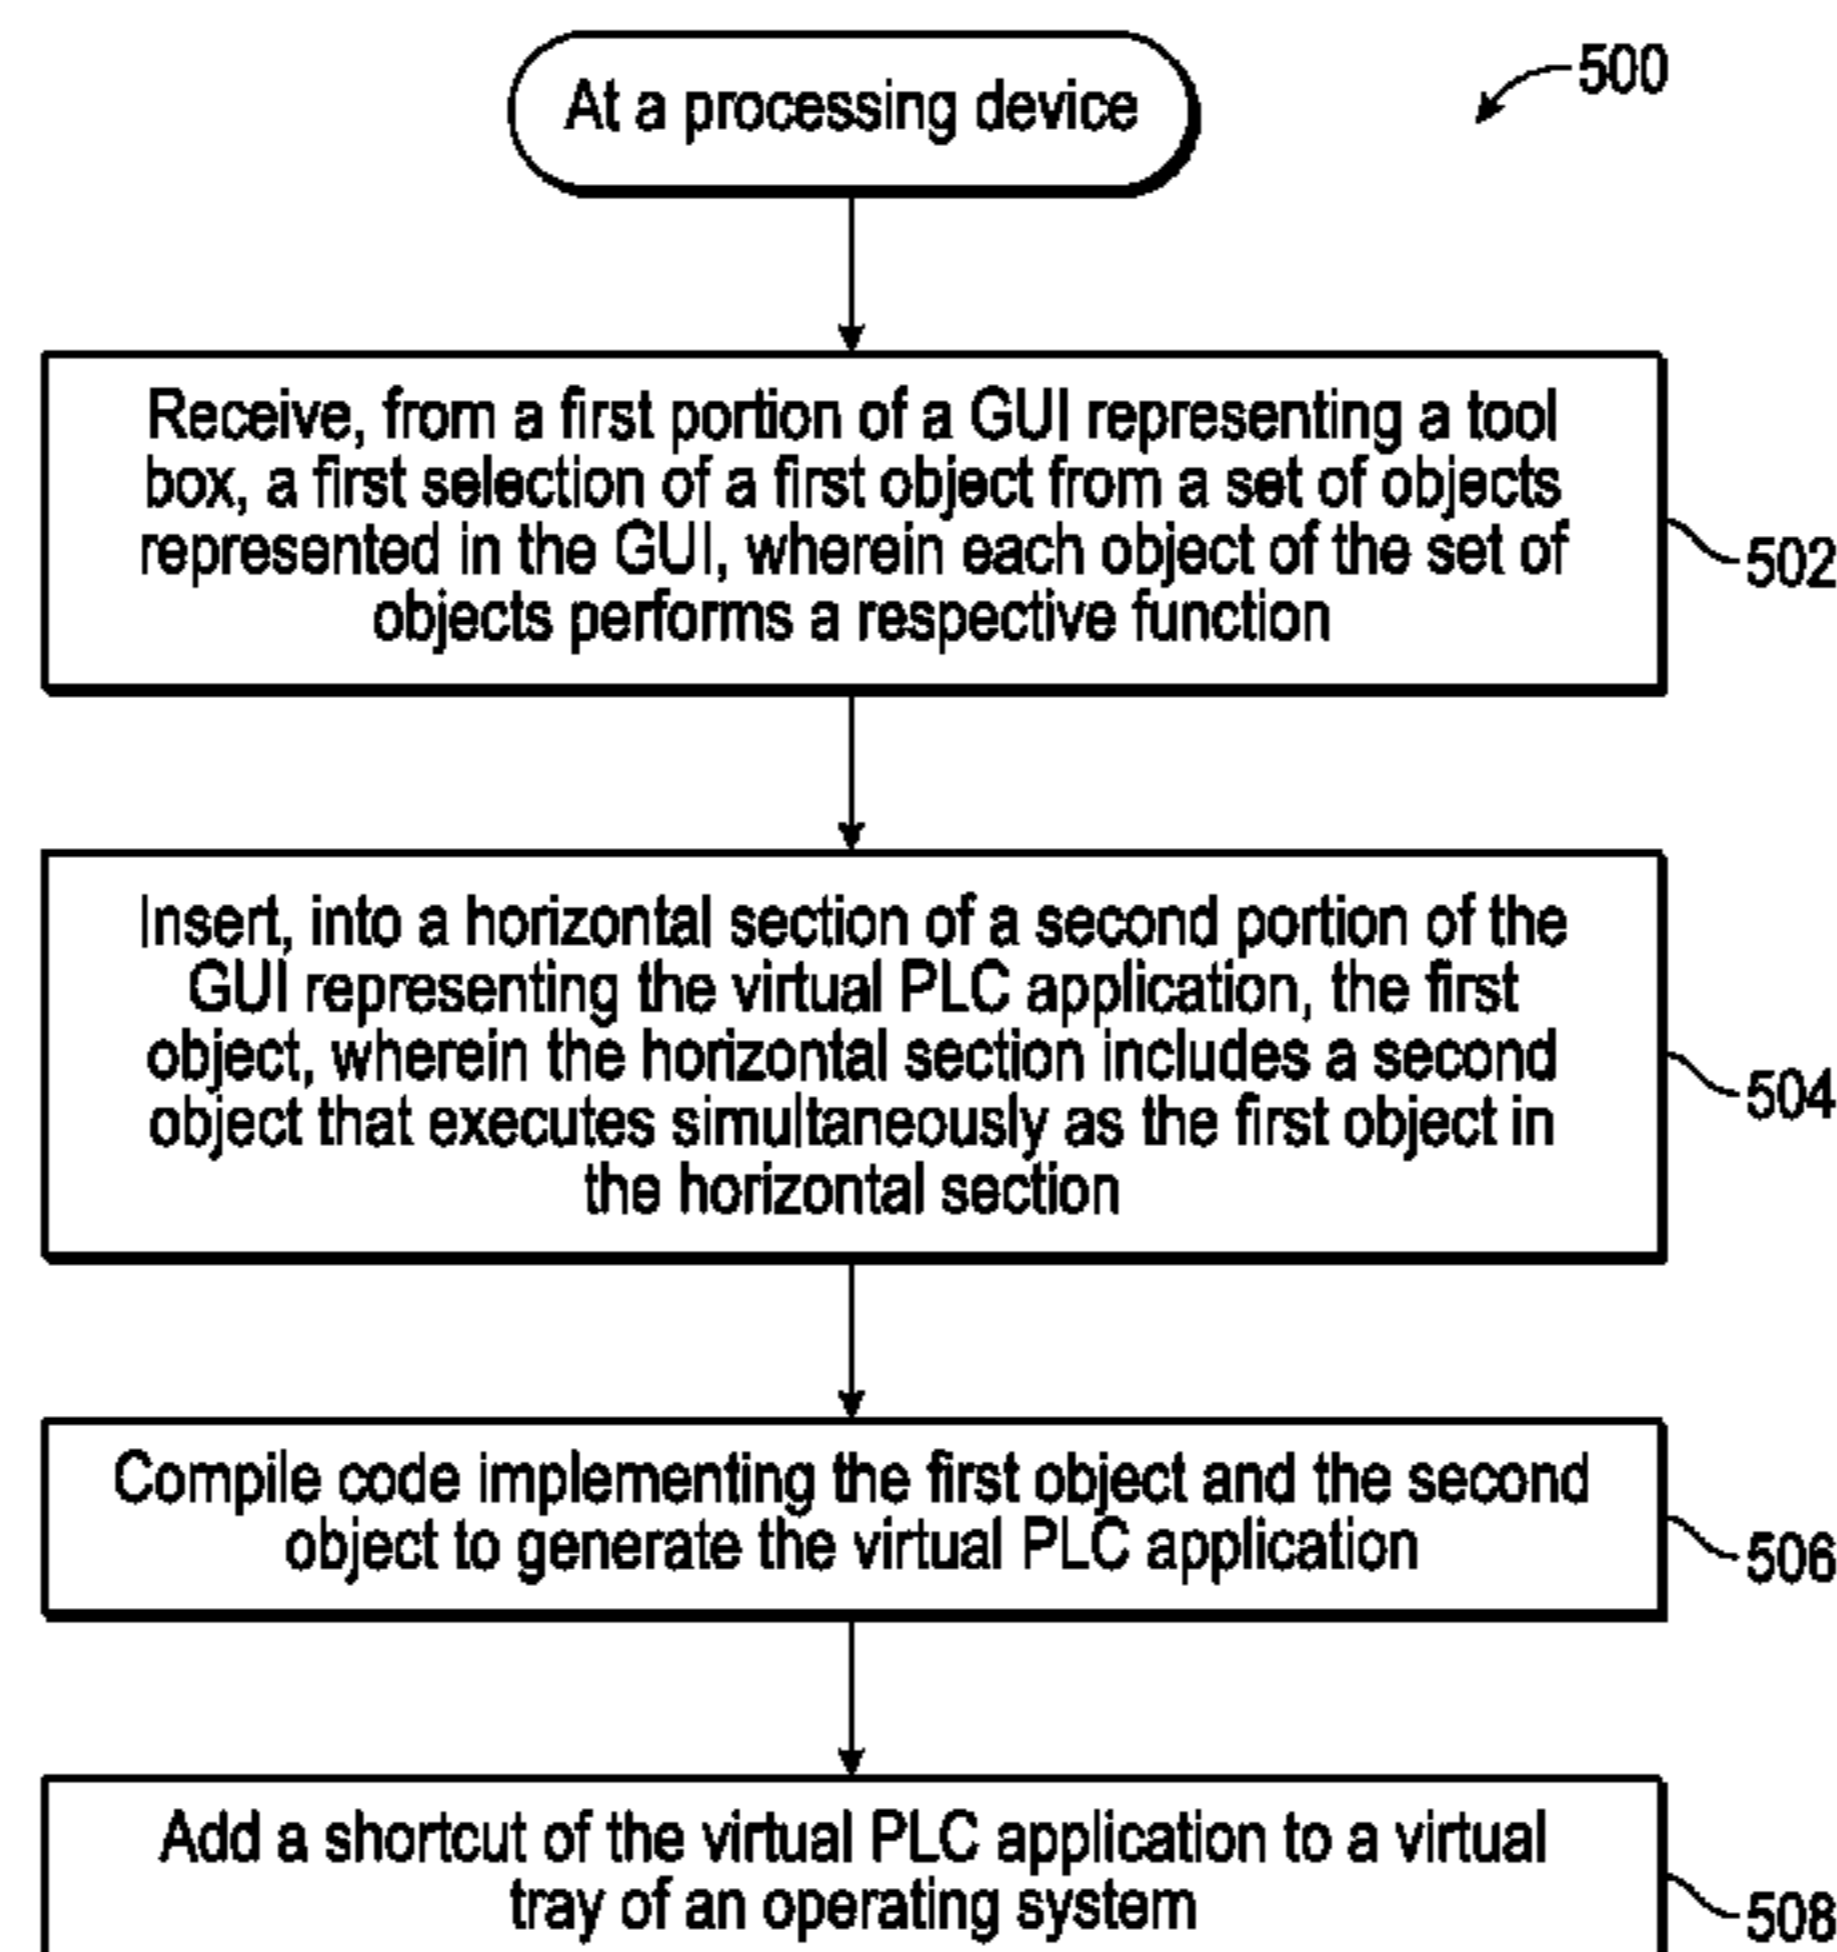 At a processing device
500
Receive, from a first portion of a GUI representing a tool
box, a first selection of a first object from a set of objects
represented in the GUI, wherein each object of the set of
objects performs a respective function
502
Insert, into a horizontal section of a second portion of the
GUI representing the virtual PLC application, the first
object, wherein the horizontal section includes a second
object that executes simultaneously as the first object in
the horizontal section
504
Compile code implementing the first object and the second
object to generate the virtual PLC application
506
Add a shortcut of the virtual PLC application to a virtual
tray of an operating system
508